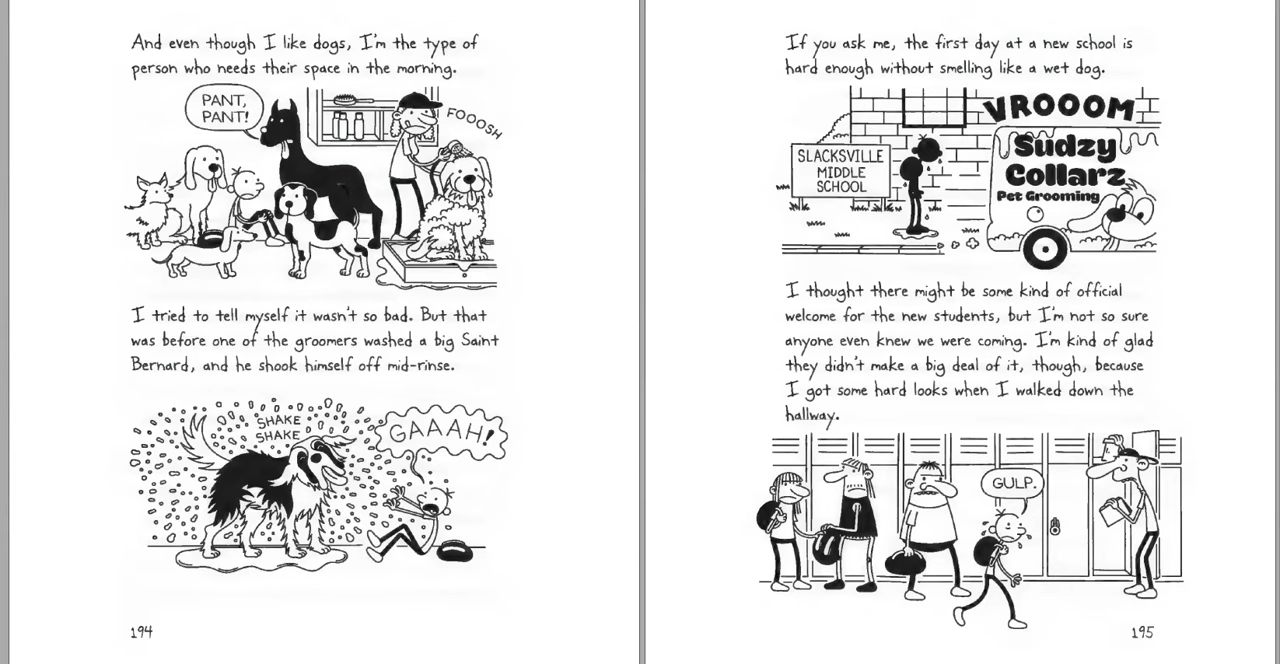 And even though I like dogs, I'm the type of
person who needs their space in the morning.
PANT,
PANT!
FOOOSH
I tried to tell myself it wasn't so bad. But that
was before one of the groomers washed a big Saint
Bernard, and he shook himself off mid-rinse.
SHAKE
SHAKE
GAAAH!
194
If you ask me, the first day at a new school is
hard enough without smelling like a wet dog.
VROOOM
SLACKSVILLE
MIDDLE
SCHOOL
Sudzy
Collarz
Pet Grooming
I thought there might be some kind of official
welcome for the new students, but I'm not so sure
anyone even knew we were coming. I'm kind of glad
they didn't make a big deal of it, though, because
I got some hard looks when I walked down the
hallway.
GULP.
195